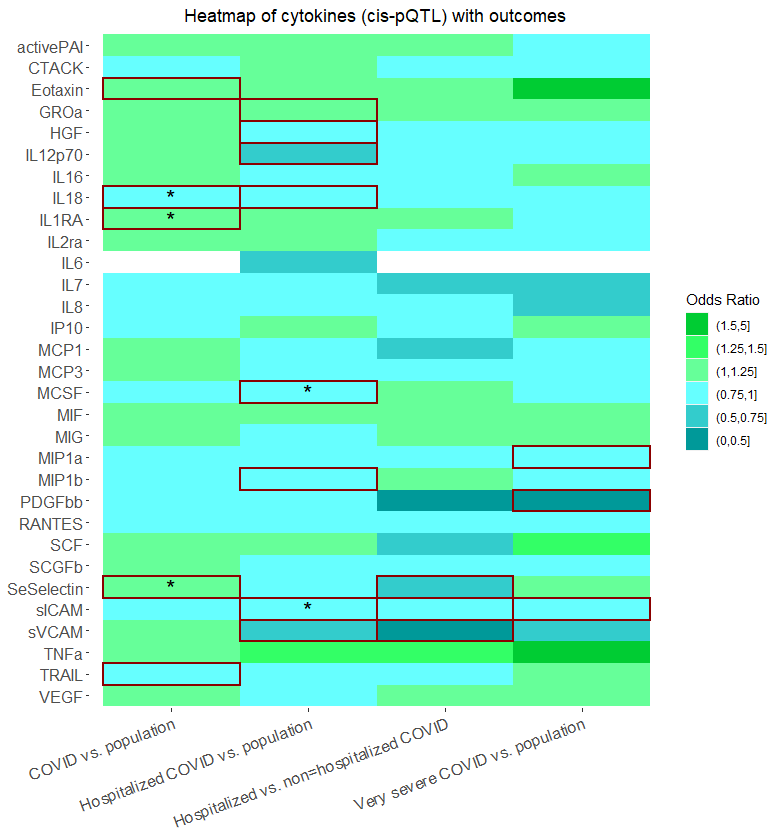 Heatmap of cytokines (cis-pQTL) with outcomes
activePAI
CTACK
Eotaxin
GROa
HGF
IL12p70
IL16
IL18
*
IL1RA
*
IL2ra
IL6
IL7
IL8
IP10
MCP1
MCP3
MCSF
*
MIF
MIG
MIP1a
MIP1b
PDGFbb
RANTES
SCF
SCGFb
SeSelectin
*
sICAM
*
sVCAM
TNFa
TRAIL
VEGF
COVID vs. population
Hospitalized COVID vs. population
Hospitalized vs. non=hospitalized COVID
Very severe COVID vs. population
Odds Ratio
(1.5,5]
(1.25,1.5]
(1,1.25]
(0.75,1]
(0.5,0.75]
(0,0.5]